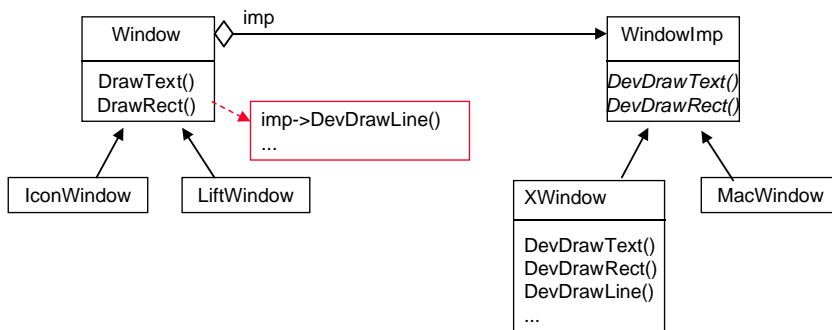 imp
Window
WindowImp
DrawText()
DrawRect()
DevDrawText()
DevDrawRect()
imp->DevDrawLine()
...
IconWindow
LiftWindow
XWindow
MacWindow
DevDrawText()
DevDrawRect()
DevDrawLine()
...